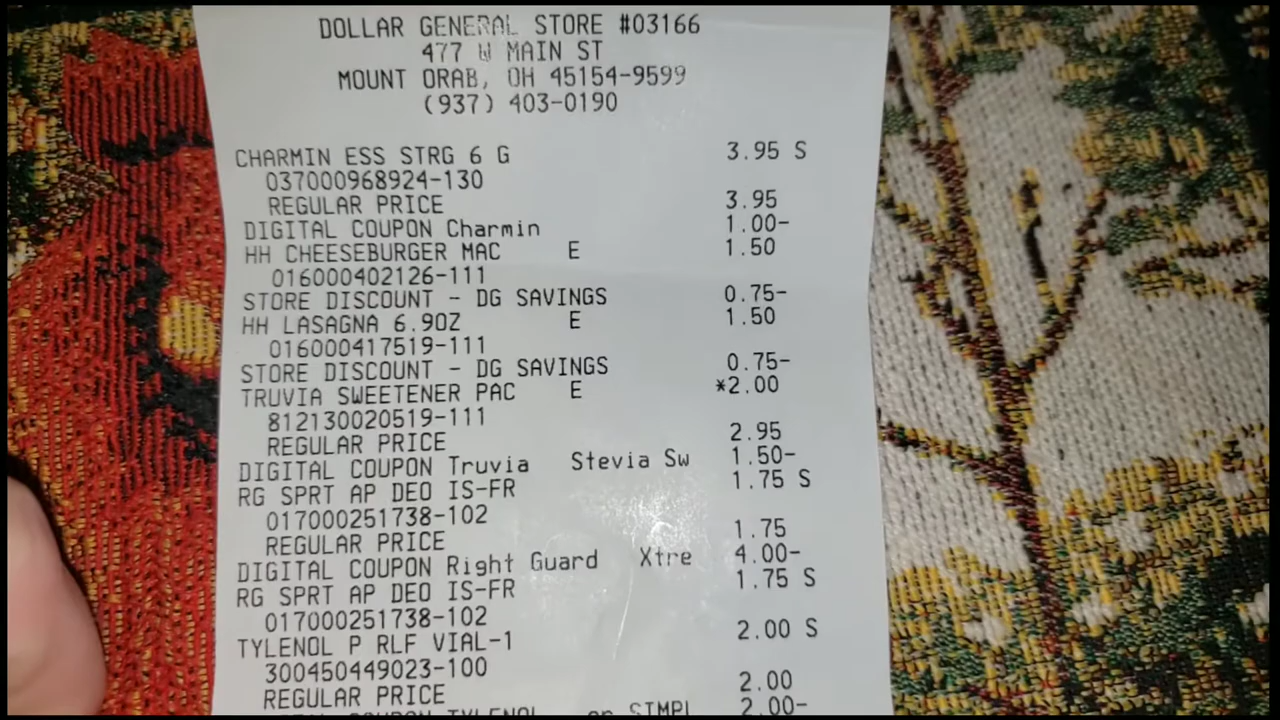 DOLLAR GENERAL STORE #03166
477 W MAIN ST
MOUNT ORAB, OH 45154-9599
(937) 403-0190
CHARMIN ESS STRG 6 G 3.95 S
037000968924-130
REGULAR PRICE 3.95
DIGITAL COUPON Charmin 1.00-
HH CHEESEBURGER MAC E 1.50
016000402126-111
STORE DISCOUNT - DG SAVINGS 0.75-
HH LASAGNA 6.9OZ E 1.50
016000417519-111
STORE DISCOUNT - DG SAVINGS 0.75-
TRUVIA SWEETENER PAC E *2.00
812130020519-111
REGULAR PRICE 2.95
DIGITAL COUPON Truvia Stevia Sw 1.50-
RG SPRT AP DEO IS-FR 1.75 S
017000251738-102
REGULAR PRICE 1.75
DIGITAL COUPON Right Guard Xtre 4.00-
RG SPRT AP DEO IS-FR 1.75 S
017000251738-102
TYLENOL P RLF VIAL-1 2.00 S
300450449023-100
REGULAR PRICE 2.00
COUPON TYLENOL or SIMPL 2.00-